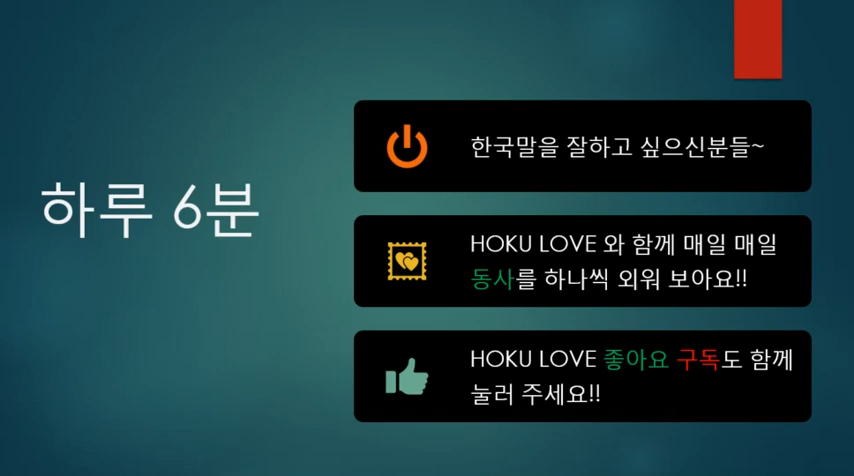 하루 6분
한국말을 잘하고 싶으신분들~
HOKU LOVE 와 함께 매일 매일
동사를 하나씩 외워 보아요!!
HOKU LOVE 좋아요 구독도 함께
눌러 주세요!!